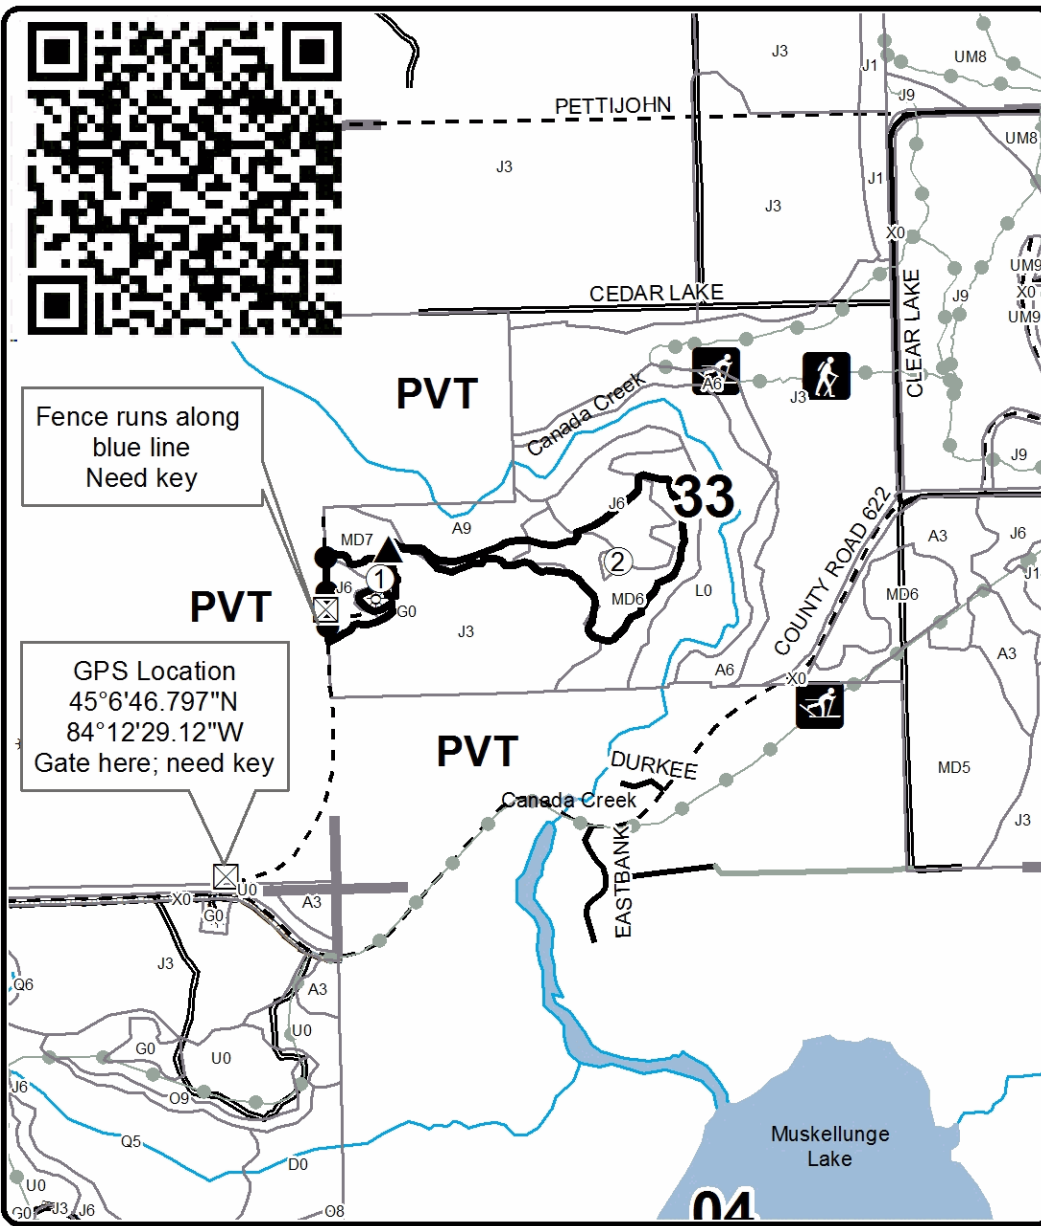 J3
J1
UM8
J9
PETTIJOHN
UM8
J3
J1
J3
X0
UM9
X0
UM9
CEDAR LAKE
J9
CLEAR LAKE
PVT
A6
J3
Canada Creek
Fence runs along
blue line
Need key
J9
33
J6
A9
COUNTY ROAD 622
A3
J6
MD7
2
J1
1
J6
MD6
L0
MD6
PVT
G0
J3
A3
A6
X0
GPS Location
45°6'46.797"N
84°12'29.12"W
Gate here; need key
PVT
DURKEE
MD5
Canada Creek
J3
EASTBANK
U0
X0
A3
G0
J3
Q6
A3
U0
G0
U0
J6
O9
Q5
Muskellunge
Lake
D0
U0
G0
J3
J6
O8
04